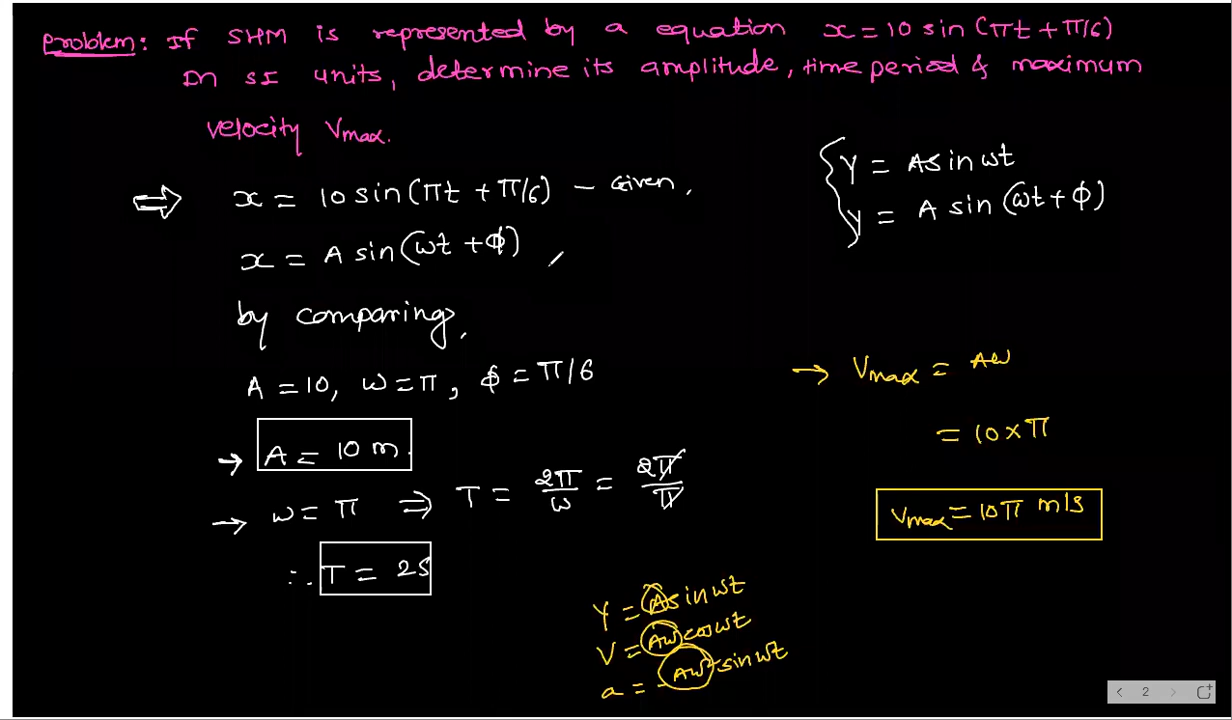 Problem: If SHM is represented by a equation x = 10 sin (πt + π/6)
In SI units, determine its amplitude, time period & maximum
velocity Vmax.
⇒ x = 10 sin(πt + π/6) – Given,
x = A sin(ωt + ϕ),
by comparing,
A = 10, ω = π, ϕ = π/6
→ A = 10 m.
→ ω = π ⇒ T = 2π/ω = 2π/π
∴ T = 2S
Y = A sin ωt
y = A sin (ωt + ϕ)
→ Vmax = Aω
= 10 × π
Vmax = 10π m/s
Y = A sin ωt
V = Aω cos ωt
a = -Aω² sin ωt
2